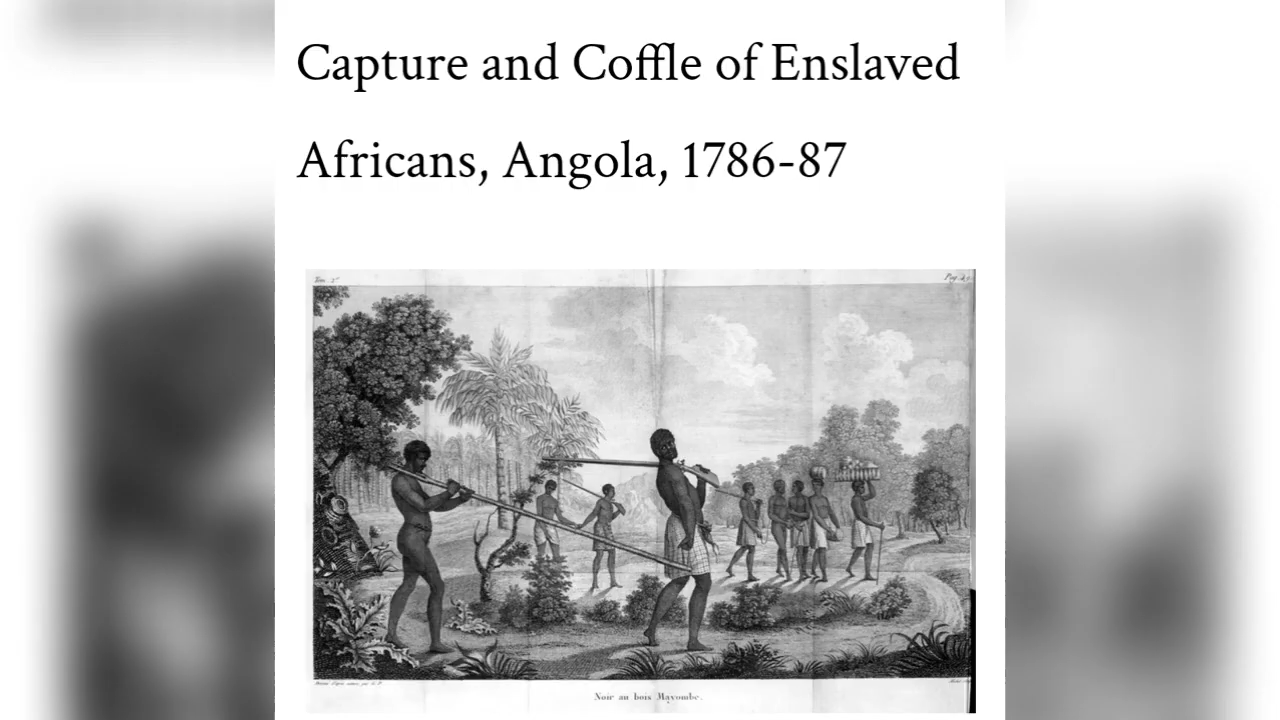 Capture and Coffle of Enslaved
Africans, Angola, 1786-87
Noir au bois Mayombe.